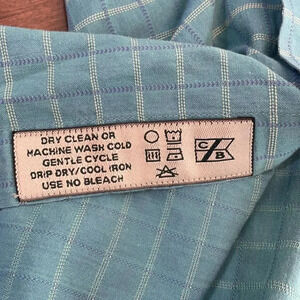 DRY CLEAN OR
MACHINE WASH COLD
GENTLE CYCLE
DRIP DRY/COOL IRON
USE NO BLEACH
C B